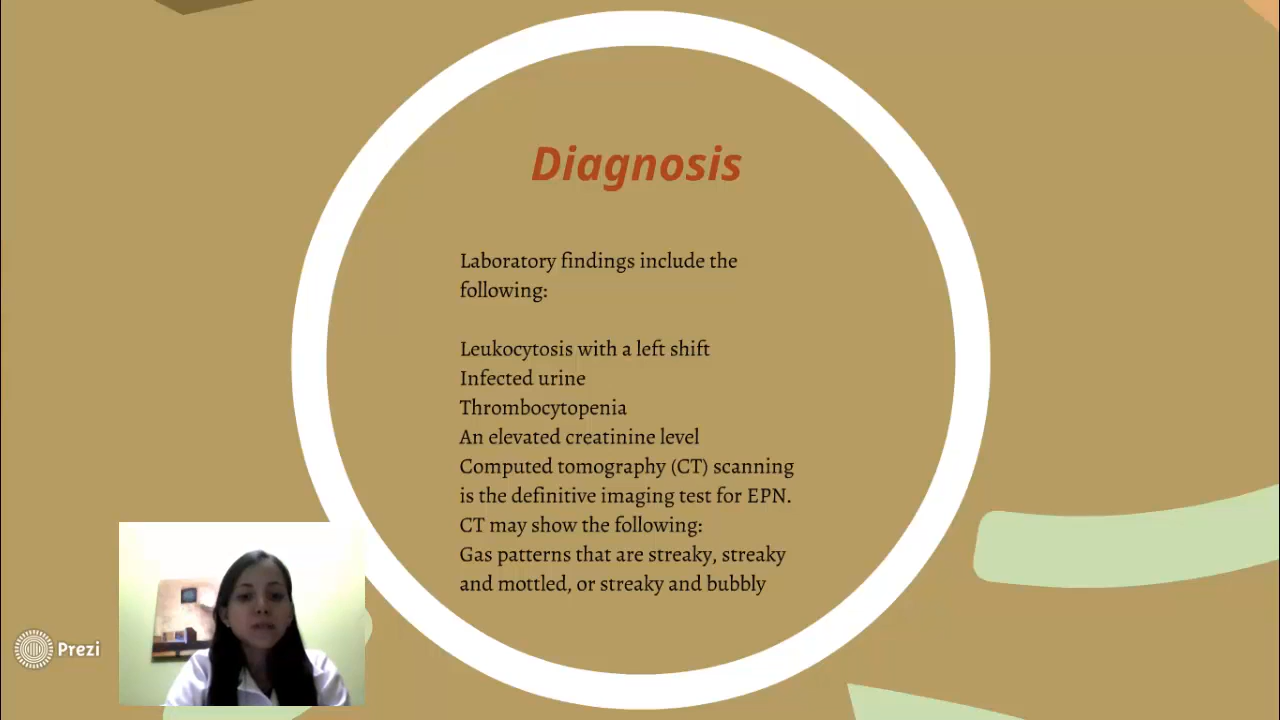 Diagnosis
Laboratory findings include the
following:
Leukocytosis with a left shift
Infected urine
Thrombocytopenia
An elevated creatinine level
Computed tomography (CT) scanning
is the definitive imaging test for EPN.
CT may show the following:
Gas patterns that are streaky, streaky
and mottled, or streaky and bubbly
Prezi